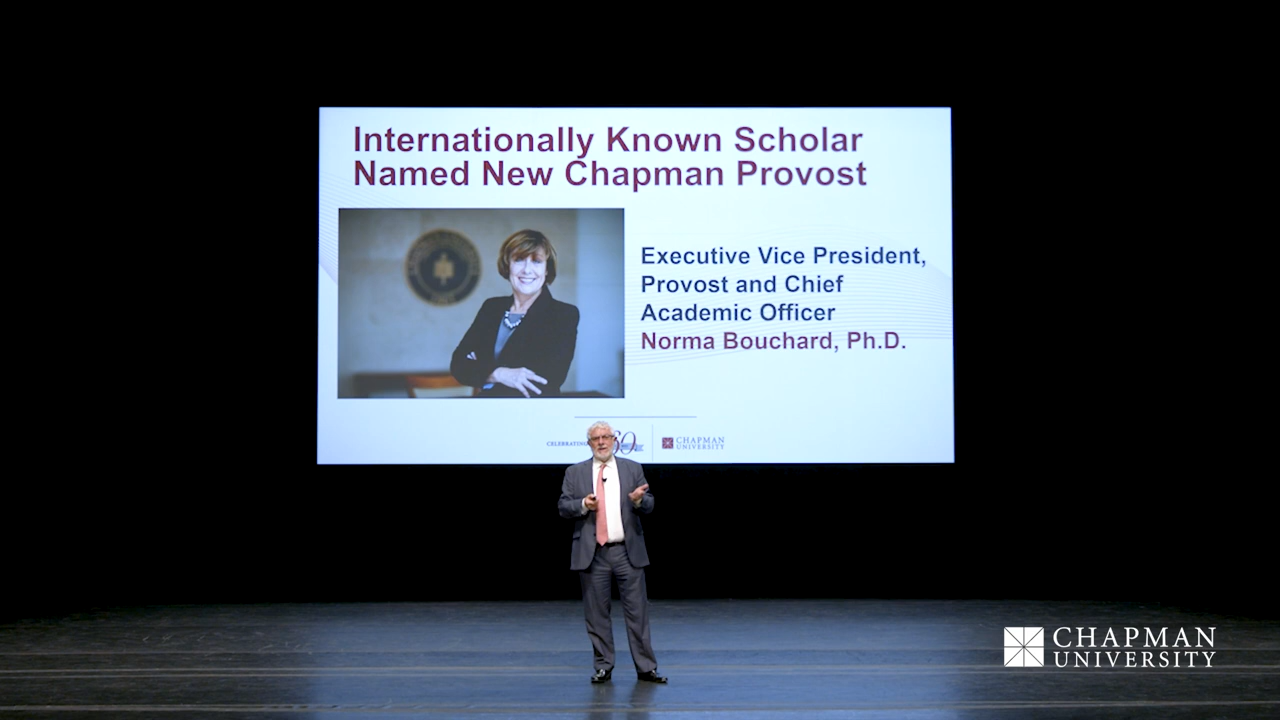 Internationally Known Scholar
Named New Chapman Provost
Executive Vice President,
Provost and Chief
Academic Officer
Norma Bouchard, Ph.D.
CELEBRATING
CHAPMAN
UNIVERSITY
CHAPMAN
UNIVERSITY